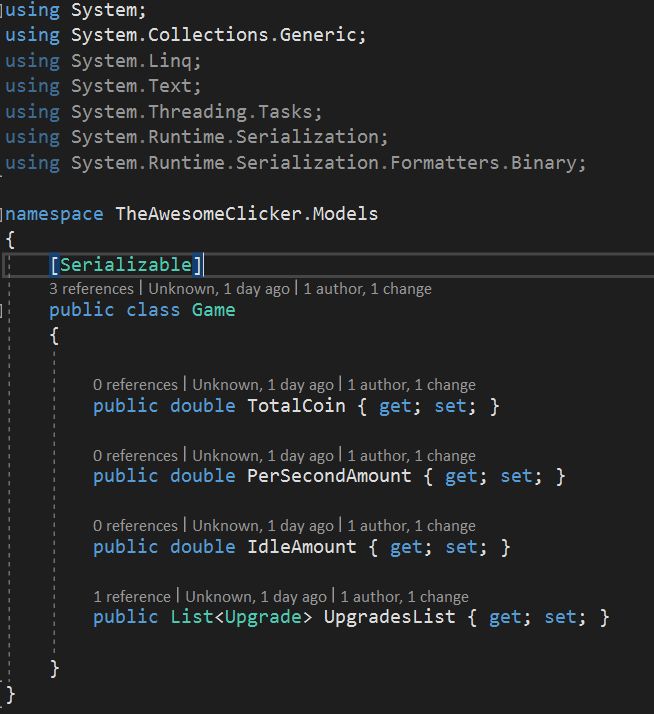 using System;
using System.Collections.Generic;
using System.Linq;
using System.Text;
using System.Threading.Tasks;
using System.Runtime.Serialization;
using System.Runtime.Serialization.Formatters.Binary;
namespace TheAwesomeClicker.Models
{
[Serializable]
3 references | Unknown, 1 day ago | 1 author, 1 change
public class Game
{
0 references | Unknown, 1 day ago | 1 author, 1 change
public double TotalCoin { get; set; }
0 references | Unknown, 1 day ago | 1 author, 1 change
public double PerSecondAmount { get; set; }
0 references | Unknown, 1 day ago | 1 author, 1 change
public double IdleAmount { get; set; }
1 reference | Unknown, 1 day ago | 1 author, 1 change
public List<Upgrade> UpgradesList { get; set; }
}
}